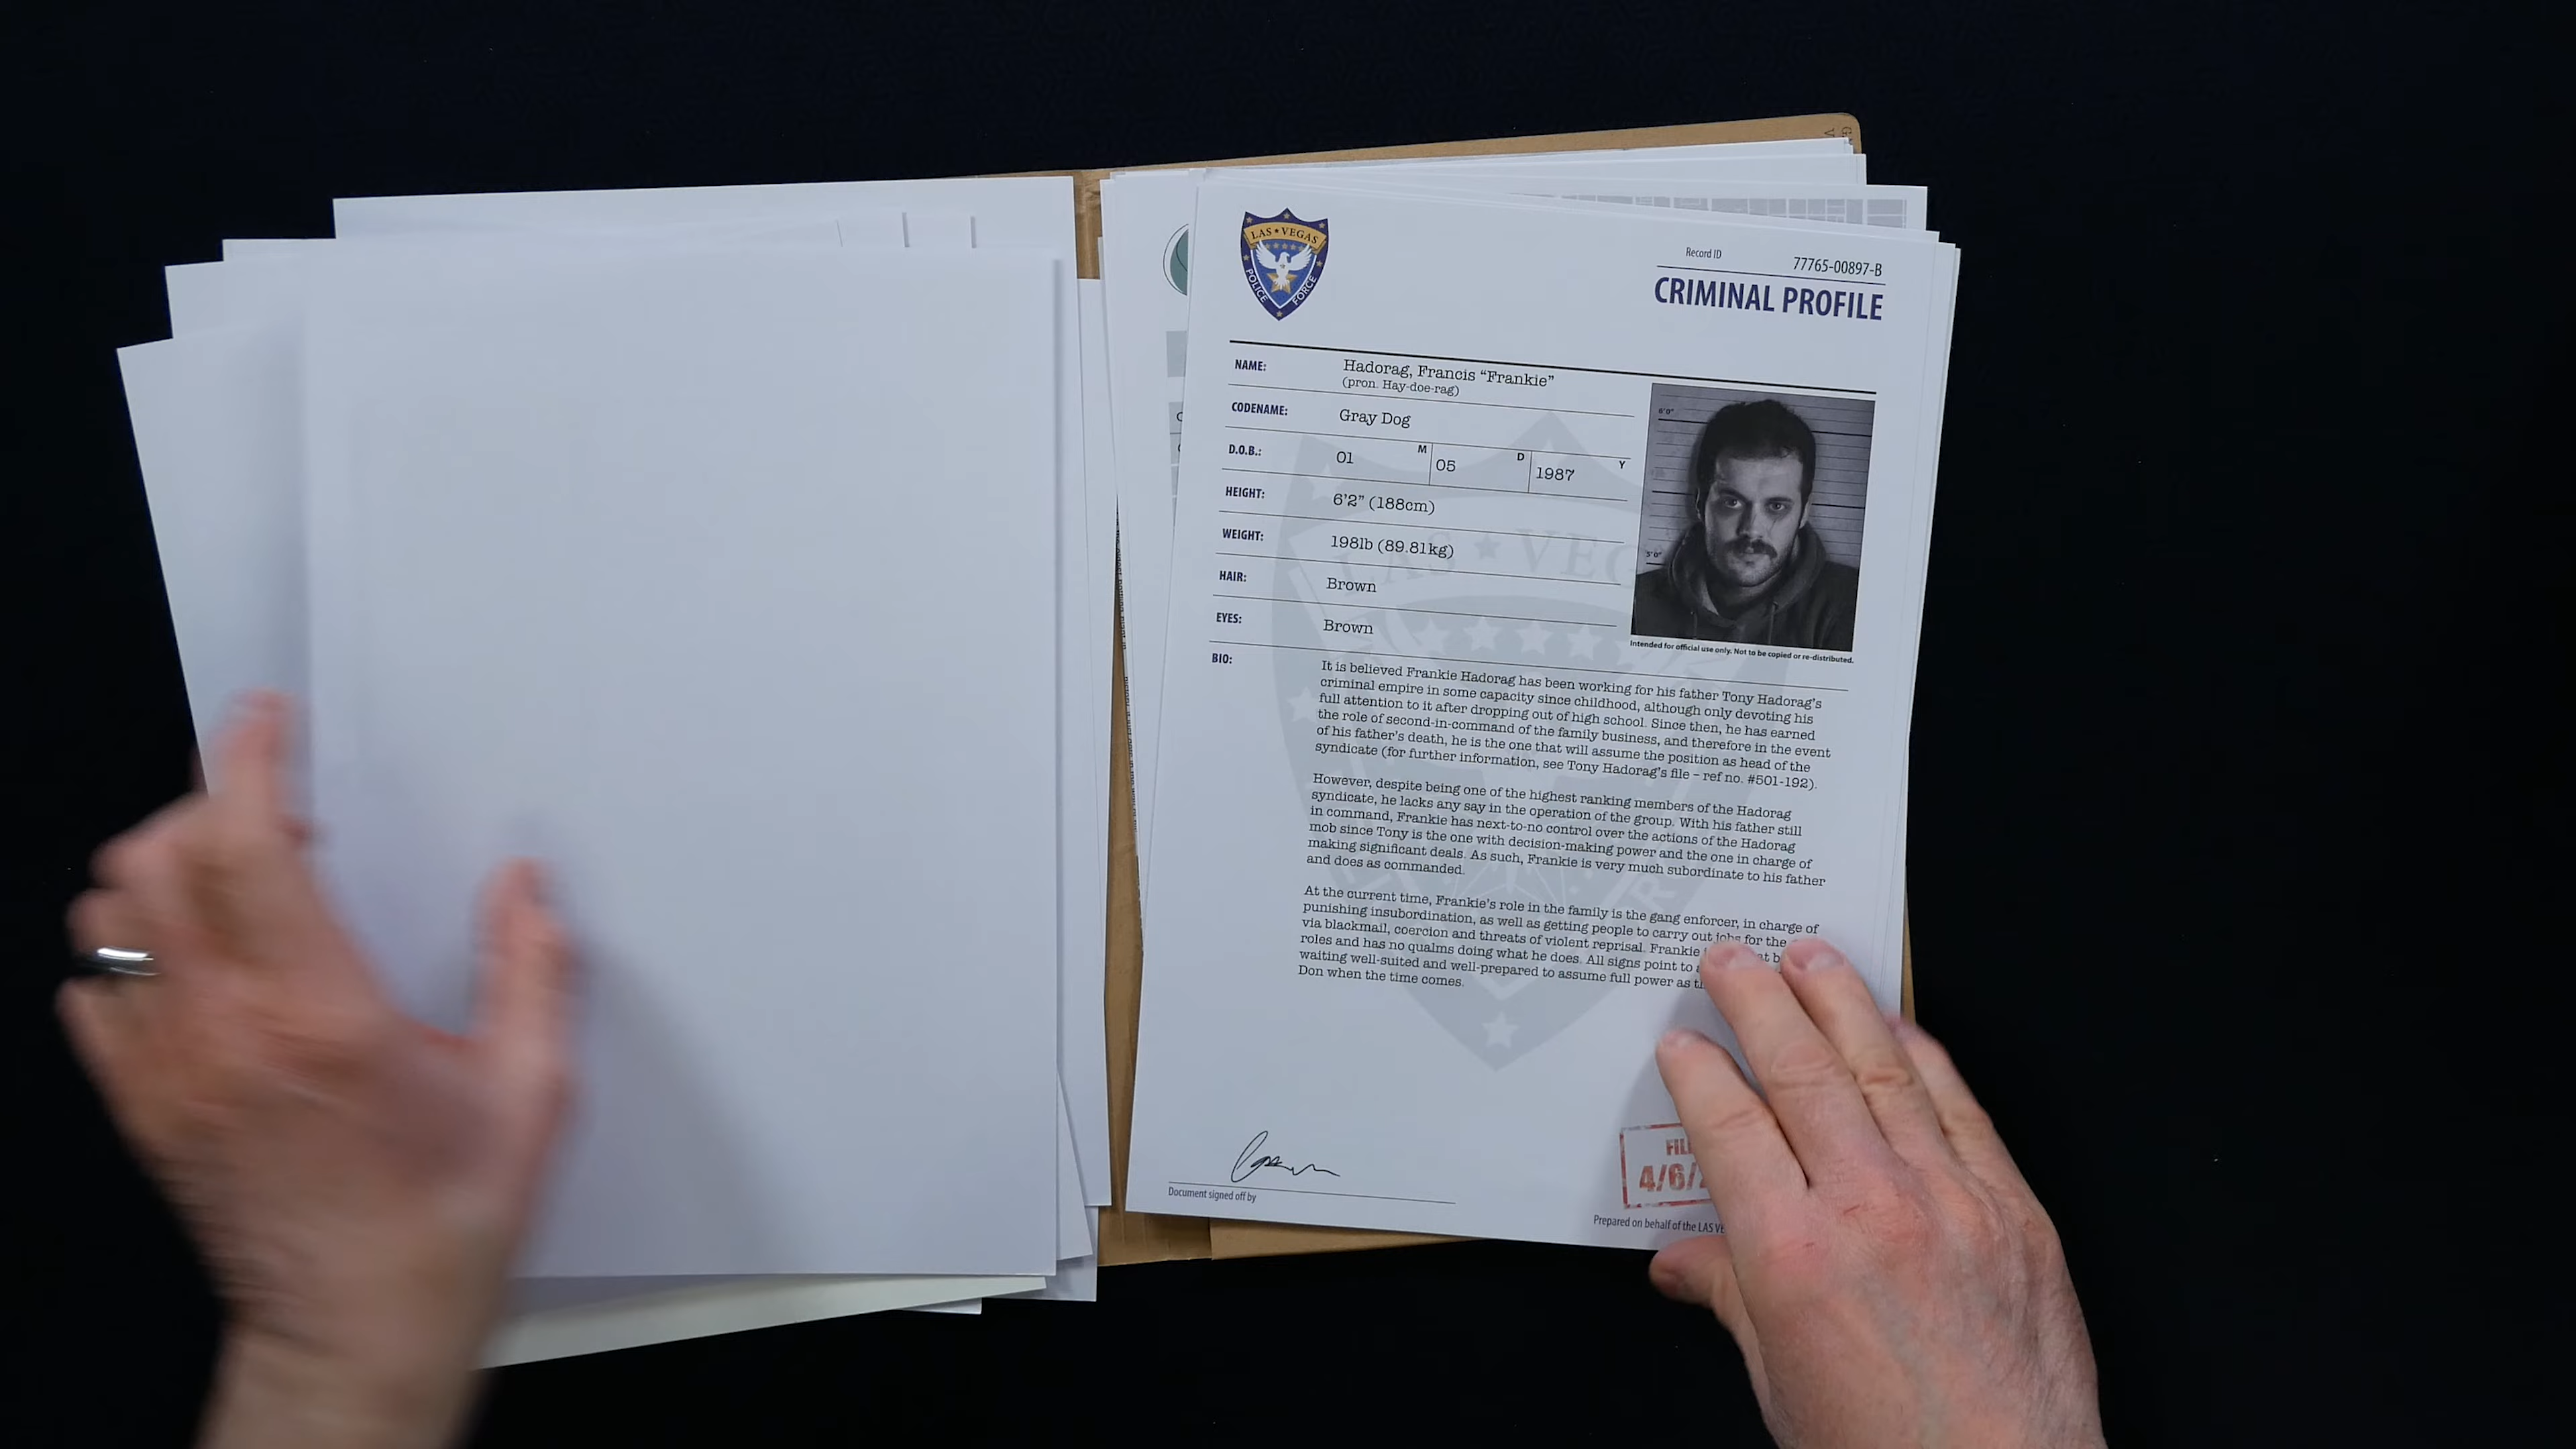 LAS ★ VEGAS
POLICE FORCE
Record ID 77765-00897-B
CRIMINAL PROFILE
NAME: Hadorag, Francis “Frankie”
(pron. Hay-doe-rag)
CODENAME: Gray Dog
D.O.B.: 01 M 05 D 1987 Y
HEIGHT: 6’2” (188cm)
WEIGHT: 198lb (89.81kg)
HAIR: Brown
EYES: Brown
6'0"
5'0"
Intended for official use only. Not to be copied or re-distributed.
BIO: It is believed Frankie Hadorag has been working for his father Tony Hadorag’s
criminal empire in some capacity since childhood, although only devoting his
full attention to it after dropping out of high school. Since then, he has earned
the role of second-in-command of the family business, and therefore in the event
of his father’s death, he is the one that will assume the position as head of the
syndicate (for further information, see Tony Hadorag’s file – ref no. #501-192).
However, despite being one of the highest ranking members of the Hadorag
syndicate, he lacks any say in the operation of the group. With his father still
in command, Frankie has next-to-no control over the actions of the Hadorag
mob since Tony is the one with decision-making power and the one in charge of
making significant deals. As such, Frankie is very much subordinate to his father
and does as commanded.
At the current time, Frankie’s role in the family is the gang enforcer, in charge of
punishing insubordination, as well as getting people to carry out jobs for the
via blackmail, coercion and threats of violent reprisal. Frankie
roles and has no qualms doing what he does. All signs point to
waiting well-suited and well-prepared to assume full power as
Don when the time comes.
Document signed off by
4/6/
Prepared on behalf of the LAS